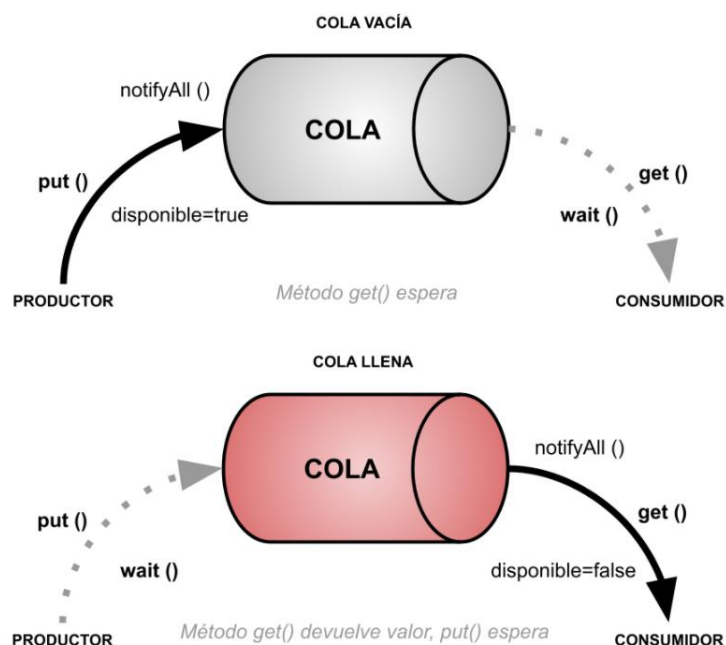 COLA VACÍA
notifyAll ()
COLA
put ()
get ()
disponible=true
wait ()
Método get() espera
PRODUCTOR
CONSUMIDOR
COLA LLENA
notifyAll ()
COLA
put ()
get ()
wait ()
disponible=false
PRODUCTOR
Método get() devuelve valor, put() espera
CONSUMIDOR